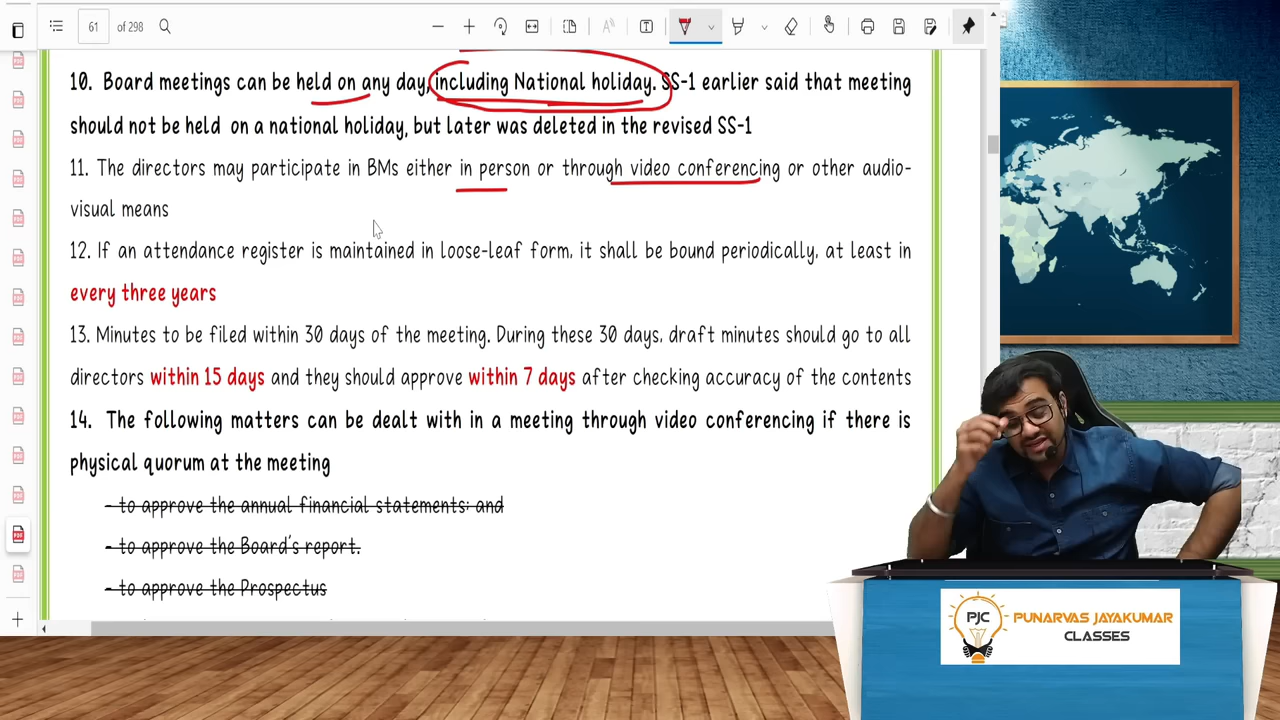 61
of 298
10. Board meetings can be held on any day, including National holiday. SS-1 earlier said that meeting
should not be held on a national holiday, but later was deleted in the revised SS-1
11. The directors may participate in BMs either in person or through video conferencing or other audio-
visual means
12. If an attendance register is maintained in loose-leaf form, it shall be bound periodically, at least in
every three years
13. Minutes to be filed within 30 days of the meeting. During these 30 days, draft minutes should go to all
directors within 15 days and they should approve within 7 days after checking accuracy of the contents
14. The following matters can be dealt with in a meeting through video conferencing if there is
physical quorum at the meeting
- to approve the annual financial statements; and
- to approve the Board's report.
- to approve the Prospectus
PJC
PUNARVAS JAYAKUMAR
CLASSES